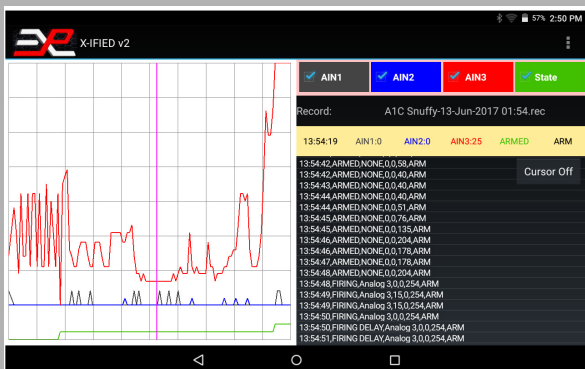 57% 2:50 PM
X-IFIED v2
AIN1 AIN2 AIN3 State
Record: A1C Snuffy-13-Jun-2017 01:54.rec
13:54:19 AIN1:0 AIN2:0 AIN3:25 ARMED ARM
13:54:42,ARMED,NONE,0,0,58,ARM
Cursor Off
13:54:42,ARMED,NONE,0,0,40,ARM
13:54:43,ARMED,NONE,0,0,40,ARM
13:54:44,ARMED,NONE,0,0,40,ARM
13:54:44,ARMED,NONE,0,0,51,ARM
13:54:45,ARMED,NONE,0,0,76,ARM
13:54:45,ARMED,NONE,0,0,135,ARM
13:54:46,ARMED,NONE,0,0,204,ARM
13:54:46,ARMED,NONE,0,0,178,ARM
13:54:47,ARMED,NONE,0,0,178,ARM
13:54:48,ARMED,NONE,0,0,204,ARM
13:54:48,FIRING,Analog 3,0,0,254,ARM
13:54:49,FIRING,Analog 3,15,0,254,ARM
13:54:49,FIRING,Analog 3,15,0,254,ARM
13:54:50,FIRING,Analog 3,0,0,254,ARM
13:54:50,FIRING DELAY,Analog 3,0,0,254,ARM
13:54:51,FIRING DELAY,Analog 3,0,0,254,ARM